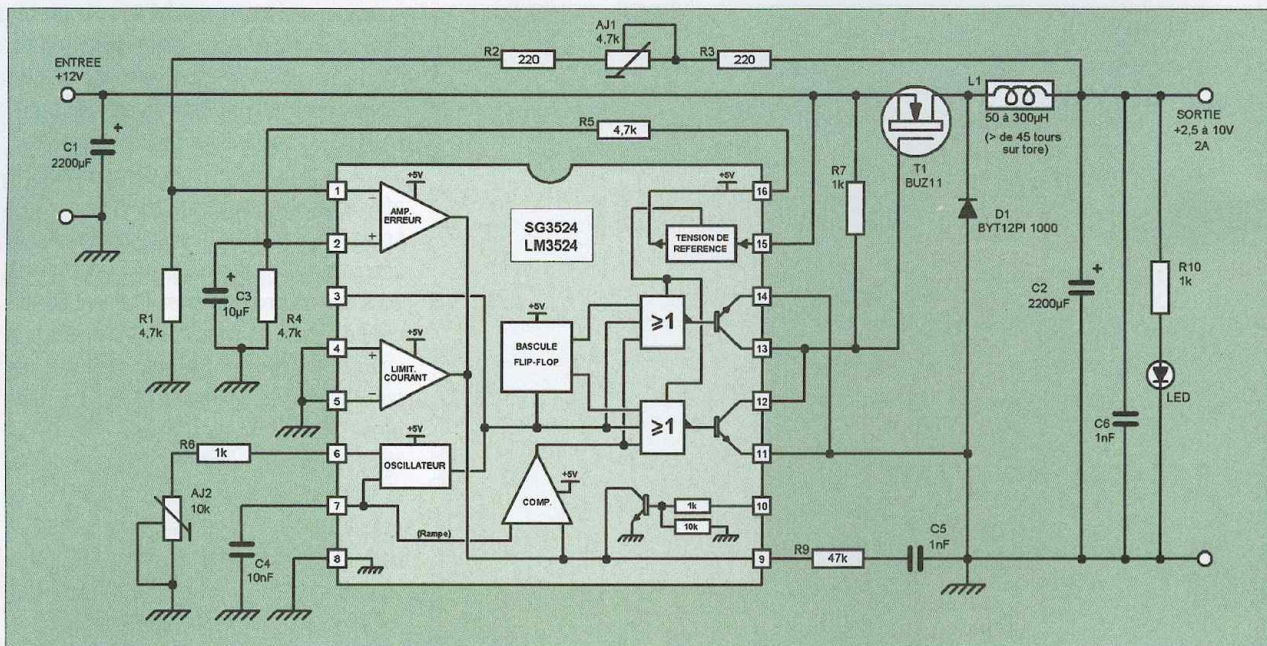 AJ1
4,7k
R2
220
R3
220
ENTREE
+12V
L1
50 à 300µH
(> de 45 tours
sur tore)
SORTIE
+2,5 à 10V
2A
C1
2200µF
+
R5
4,7k
T1
BUZ11
R7
1k
D1
BYT12PI 1000
1
+5V
−
AMP.
ERREUR
+
2
SG3524
LM3524
+5V
16
TENSION DE
REFERENCE
15
R1
4,7k
+
C3
10µF
R4
4,7k
3
4
+
+5V
LIMIT.
COURANT
−
5
+5V
BASCULE
FLIP-FLOP
≥1
14
13
≥1
12
11
C2
2200µF
+
R10
1k
LED
C6
1nF
R6
1k
6
+5V
OSCILLATEUR
AJ2
10k
7
(Rampe)
COMP.
+5V
1k
10
10k
C4
10nF
8
9
R9
47k
C5
1nF